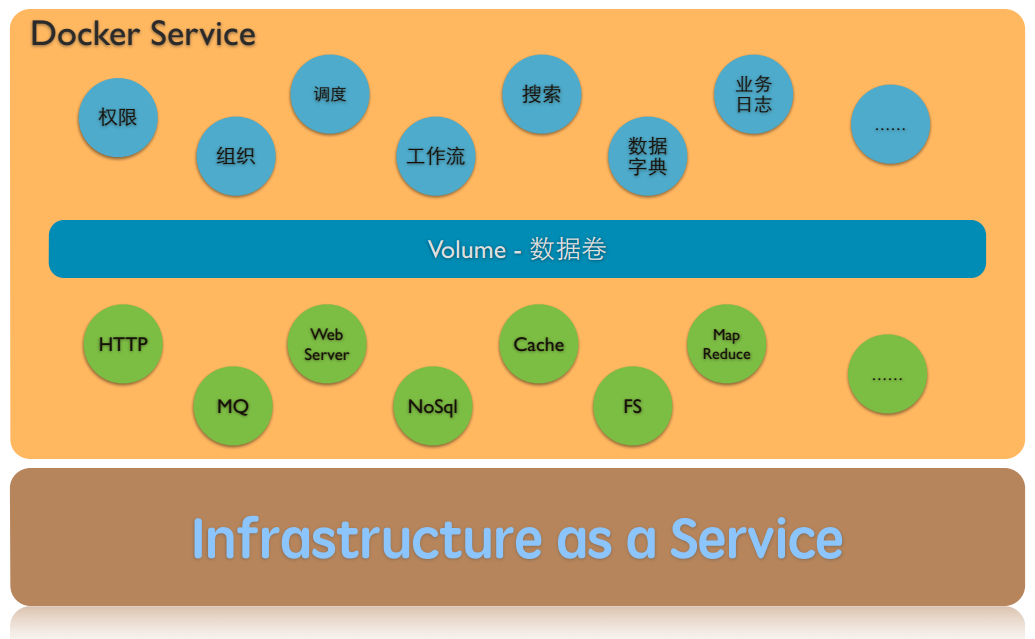 Docker Service
权限
组织
调度
工作流
搜索
数据
字典
业务
日志
......
Volume - 数据卷
HTTP
MQ
Web
Server
NoSql
Cache
FS
Map
Reduce
......
Infrastructure as a Service